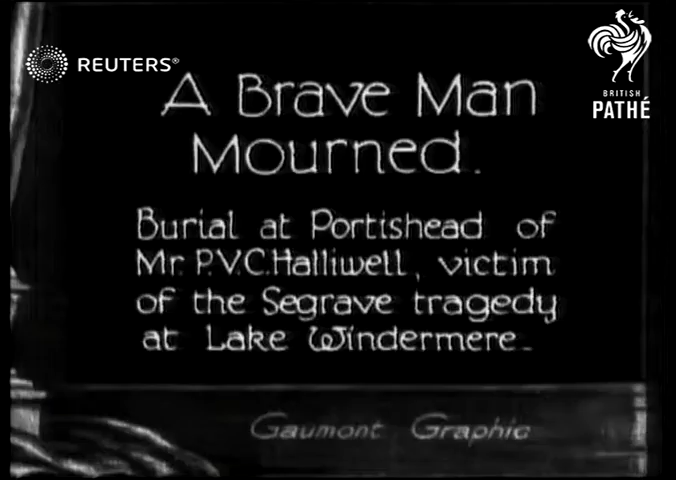 REUTERS®
BRITISH
PATHÉ
A Brave Man
Mourned.
Burial at Portishead of
Mr. P.V.C. Halliwell, victim
of the Segrave tragedy
at Lake Windermere.
Gaumont Graphic